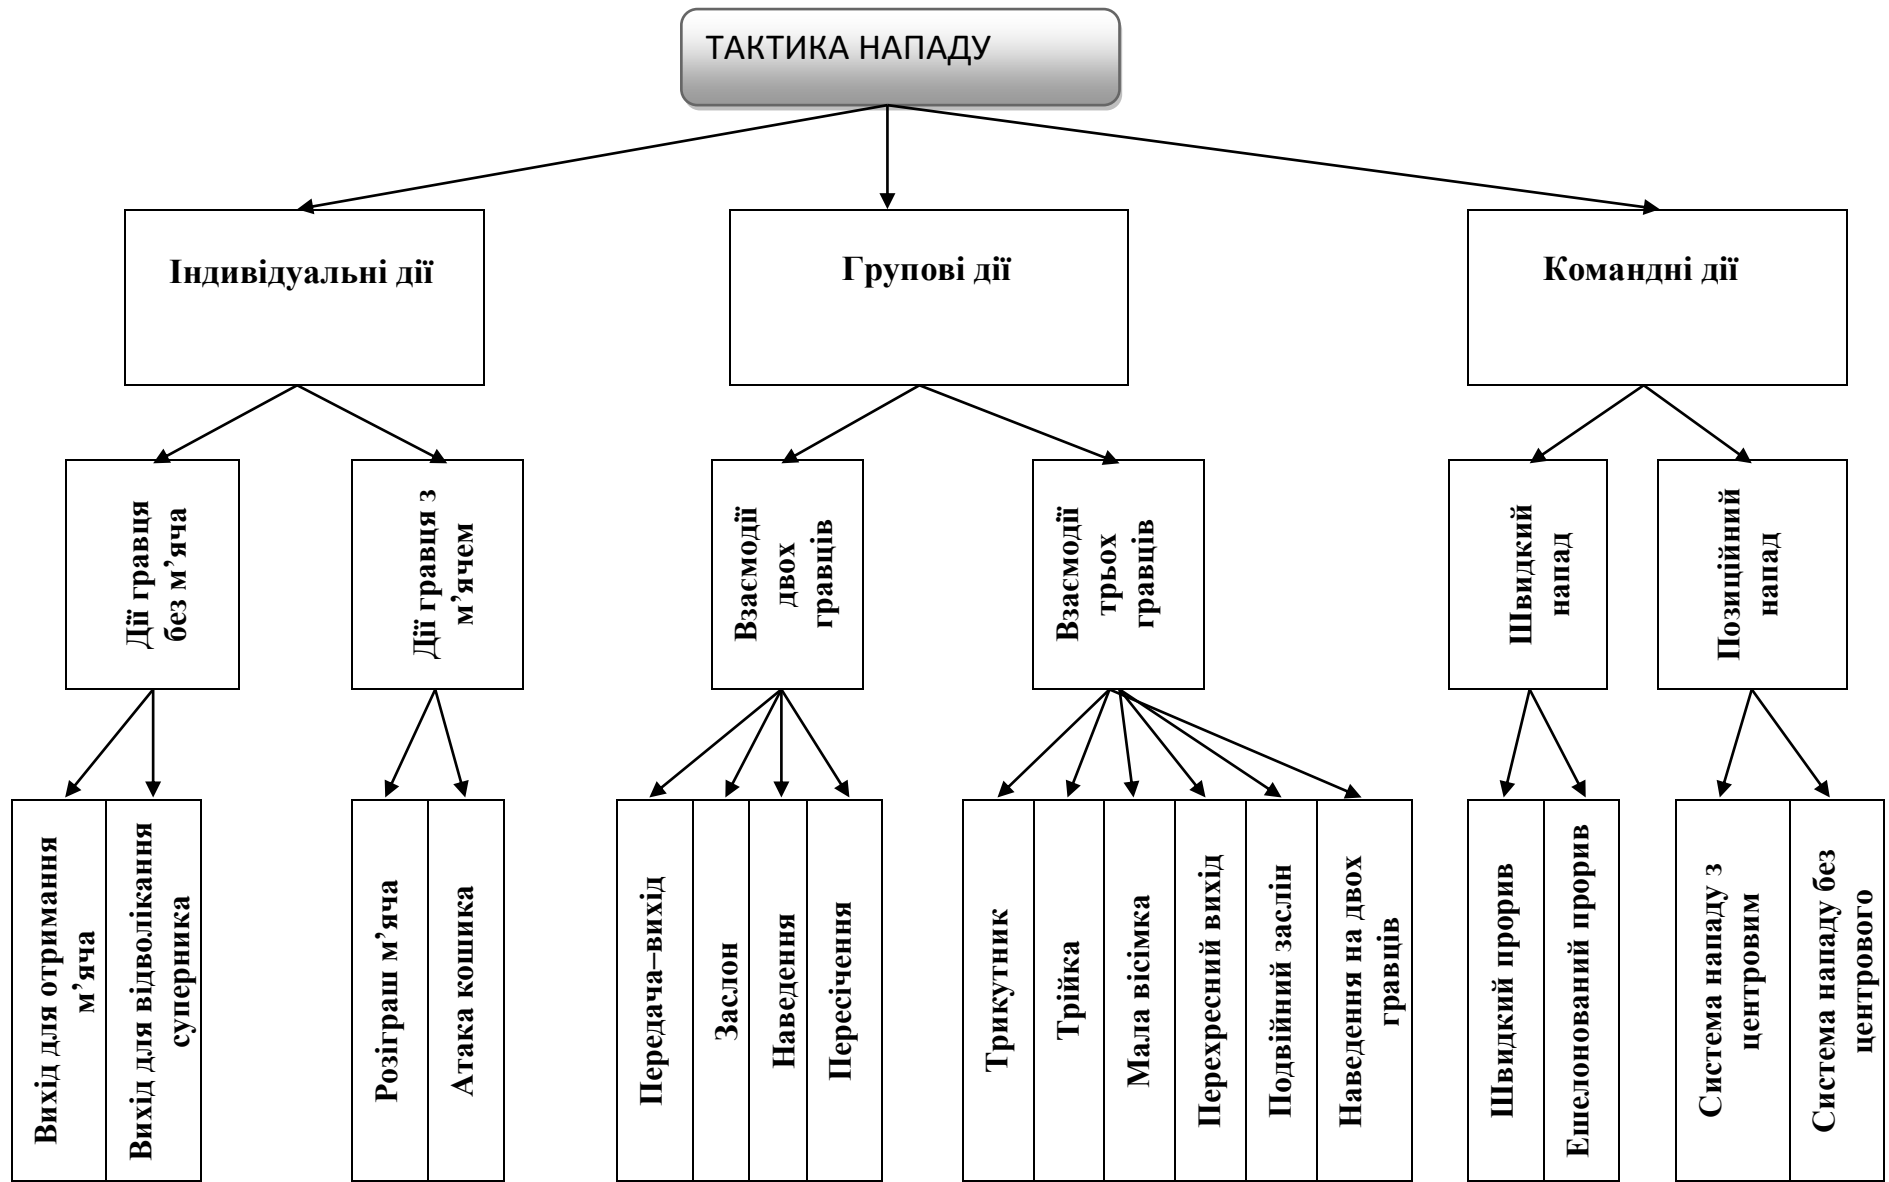 ТАКТИКА НАПАДУ
Індивідуальні дії
Групові дії
Командні дії
Дії гравця
без м’яча
Дії гравця з
м’ячем
Взаємодії
двох
гравців
Взаємодії
трьох
гравців
Швидкий
напад
Позиційний
напад
Вихід для отримання
м’яча
Вихід для відволікання
суперника
Розіграш м’яча
Атака кошика
Передача–вихід
Заслон
Наведення
Пересічення
Трикутник
Трійка
Мала вісімка
Перехресний вихід
Подвійний заслін
Наведення на двох
гравців
Швидкий прорив
Ешелонований прорив
Система нападу з
центровим
Система нападу без
центрового